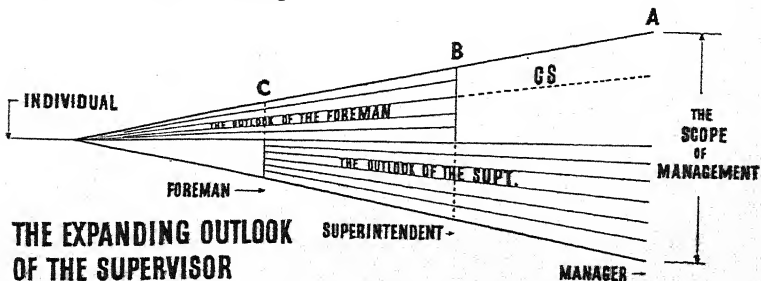 A
B
C
CS
INDIVIDUAL
THE OUTLOOK OF THE FOREMAN
THE
SCOPE
OF
MANAGEMENT
THE OUTLOOK OF THE SUPT.
FOREMAN
SUPERINTENDENT
MANAGER
THE EXPANDING OUTLOOK
OF THE SUPERVISOR